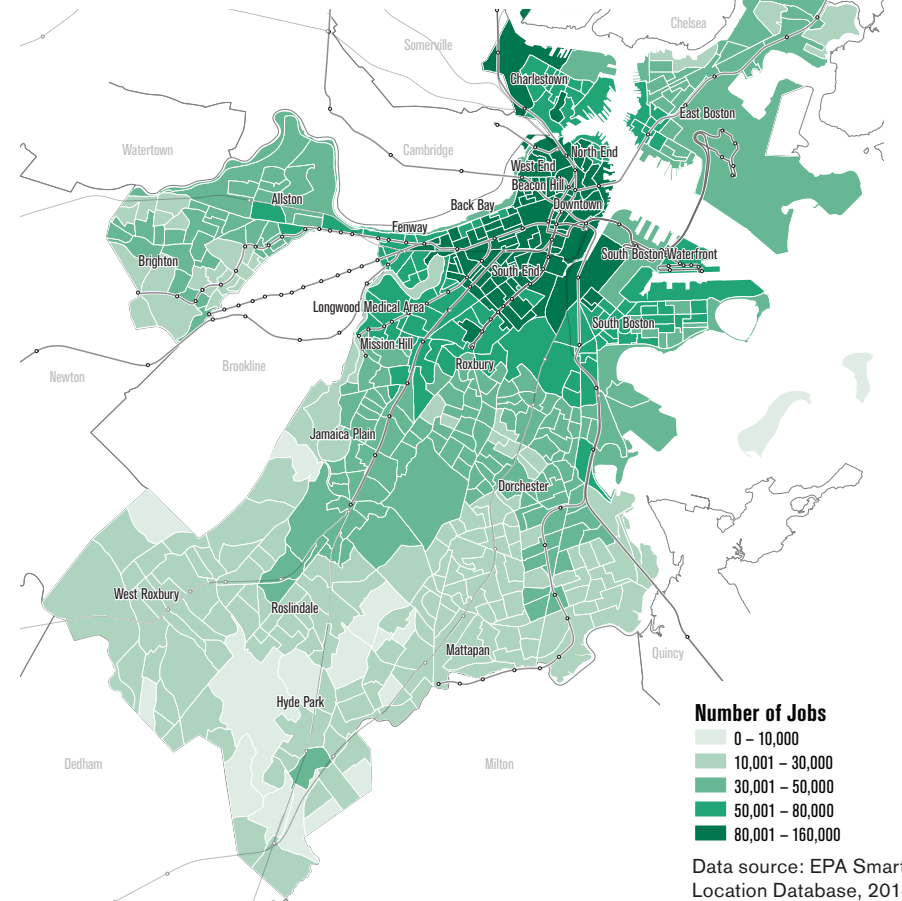 Chelsea
Somerville
Charlestown
East Boston
Watertown
Cambridge
North End
West End
Beacon Hill
Allston
Back Bay
Downtown
Fenway
South Boston Waterfront
Brighton
South End
Longwood Medical Area
South Boston
Mission Hill
Roxbury
Brookline
Newton
Jamaica Plain
Dorchester
West Roxbury
Roslindale
Mattapan
Quincy
Hyde Park
Dedham
Milton
Number of Jobs
0 – 10,000
10,001 – 30,000
30,001 – 50,000
50,001 – 80,000
80,001 – 160,000
Data source: EPA Smart
Location Database, 201